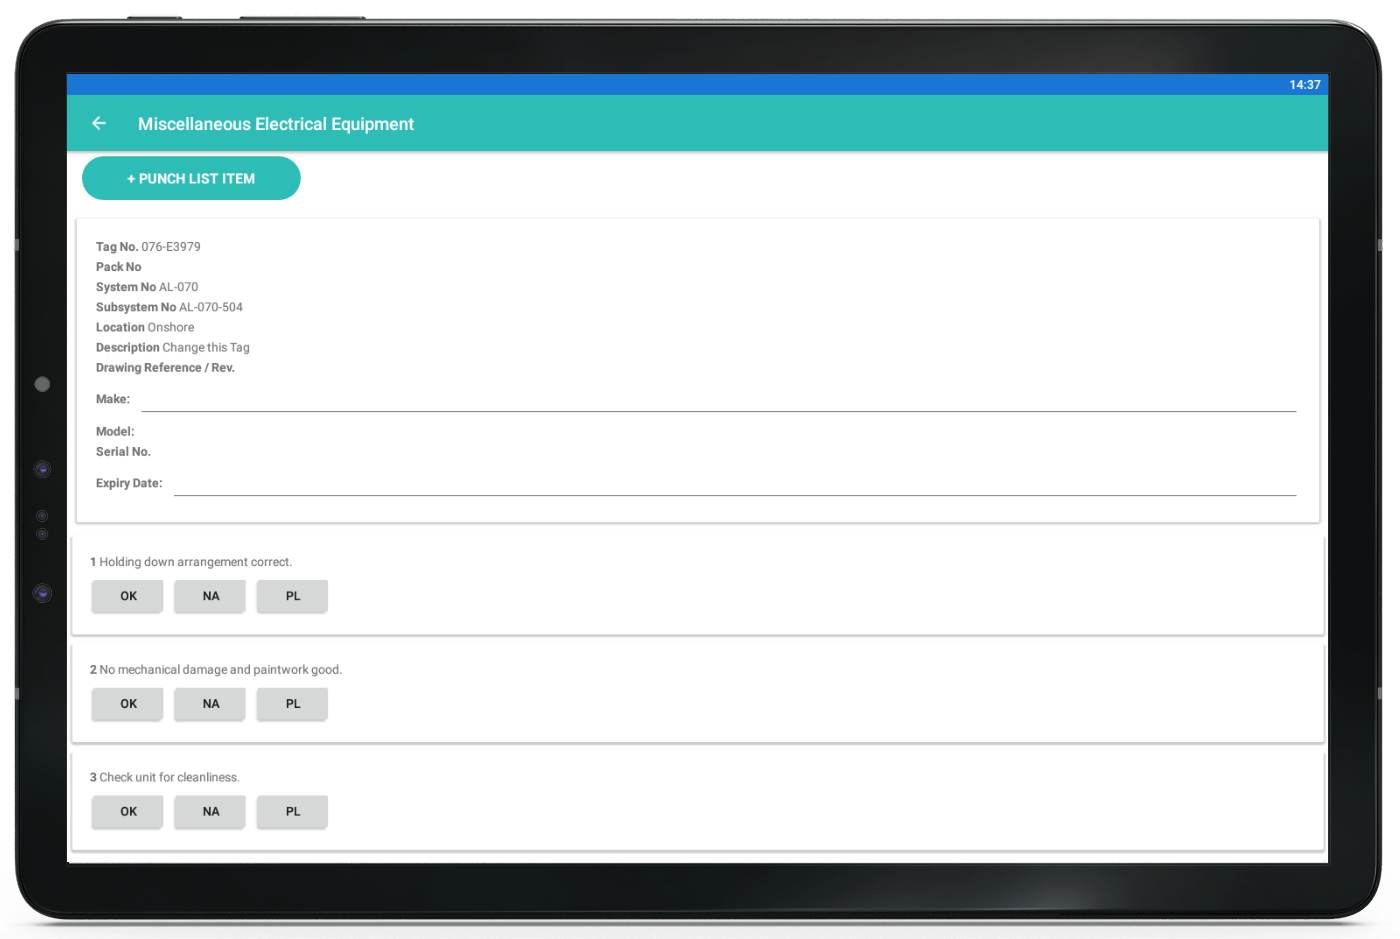 14:37
Miscellaneous Electrical Equipment
+ PUNCH LIST ITEM
Tag No. 076-E3979
Pack No
System No AL-070
Subsystem No AL-070-504
Location Onshore
Description Change this Tag
Drawing Reference / Rev.
Make:
Model:
Serial No.
Expiry Date:
1 Holding down arrangement correct.
OK NA PL
2 No mechanical damage and paintwork good.
OK NA PL
3 Check unit for cleanliness.
OK NA PL